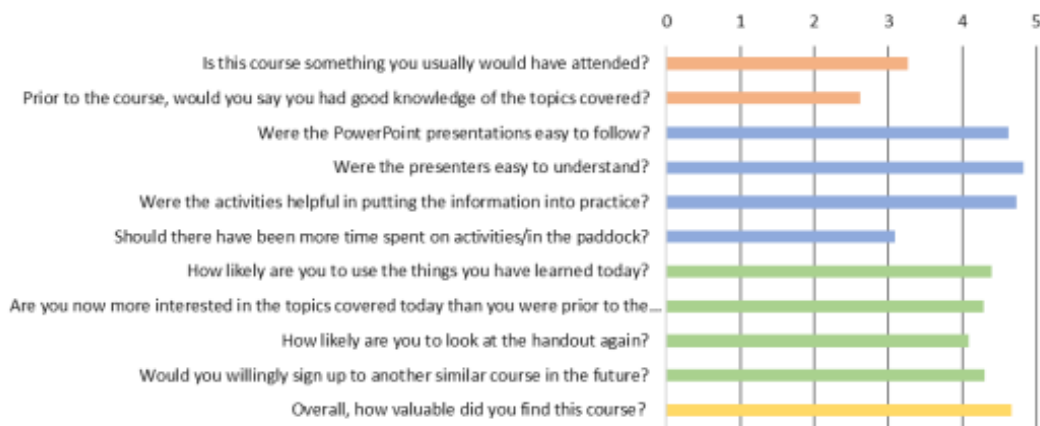 0 1 2 3 4 5
Is this course something you usually would have attended?
Prior to the course, would you say you had good knowledge of the topics covered?
Were the PowerPoint presentations easy to follow?
Were the presenters easy to understand?
Were the activities helpful in putting the information into practice?
Should there have been more time spent on activities/in the paddock?
How likely are you to use the things you have learned today?
Are you now more interested in the topics covered today than you were prior to the...
How likely are you to look at the handout again?
Would you willingly sign up to another similar course in the future?
Overall, how valuable did you find this course?